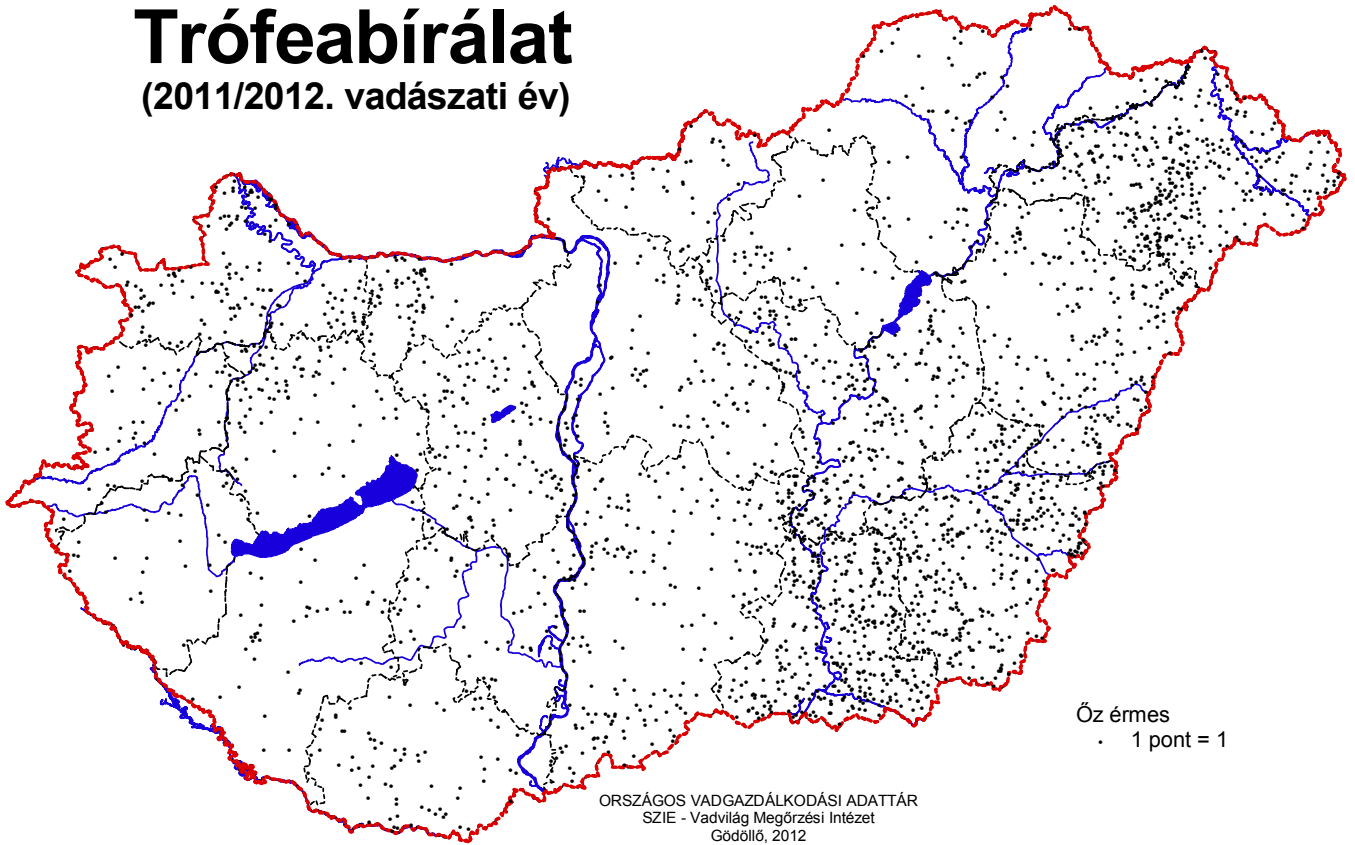 Trófeabírálat
(2011/2012. vadászati év)
Őz érmes
1 pont = 1
ORSZÁGOS VADGAZDÁLKODÁSI ADATTÁR
SZIE - Vadvilág Megőrzési Intézet
Gödöllő, 2012